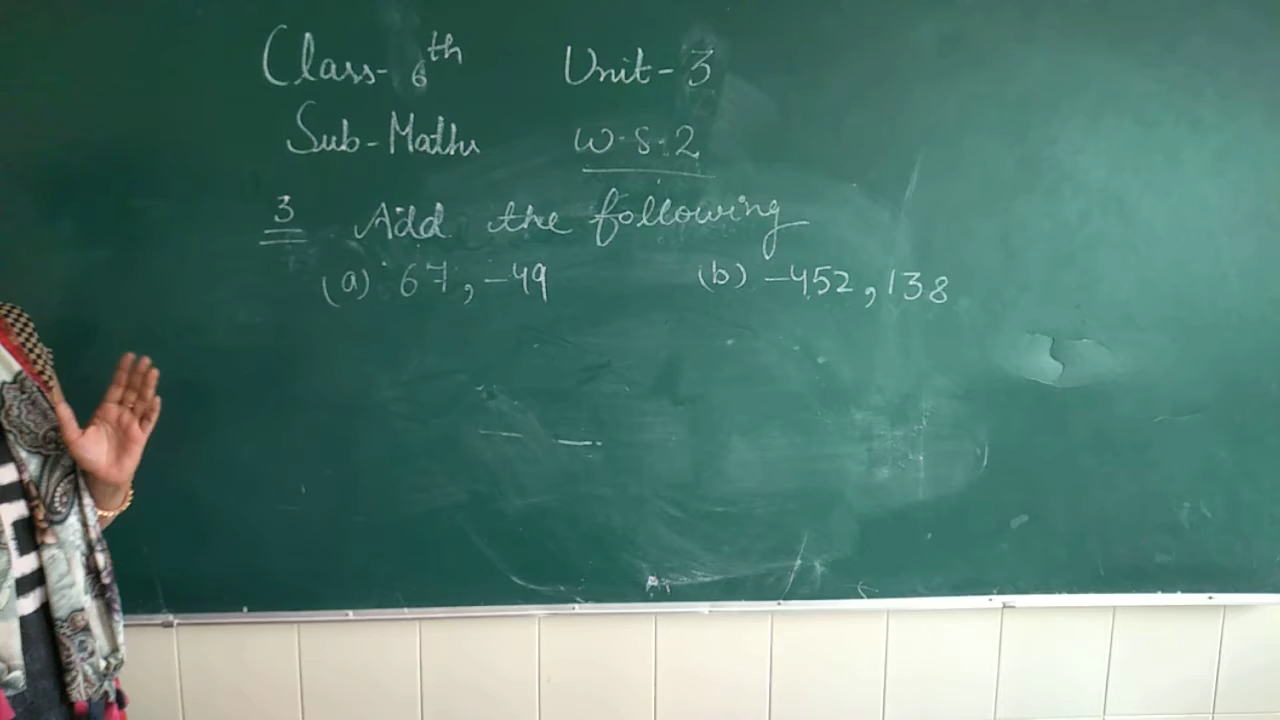 Class-6th Unit-3
Sub-Maths W.S.2
3 Add the following
(a) 67, -49 (b) -452, 138